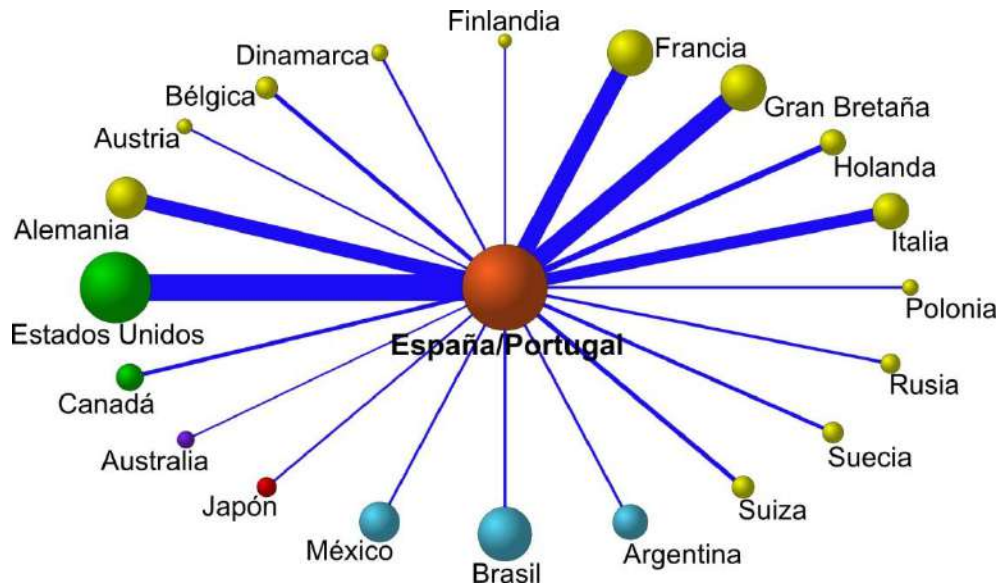 Finlandia
Dinamarca
Francia
Bélgica
Gran Bretaña
Austria
Holanda
Alemania
Italia
Estados Unidos
Polonia
España/Portugal
Canadá
Rusia
Australia
Suecia
Japón
Suiza
México
Argentina
Brasil